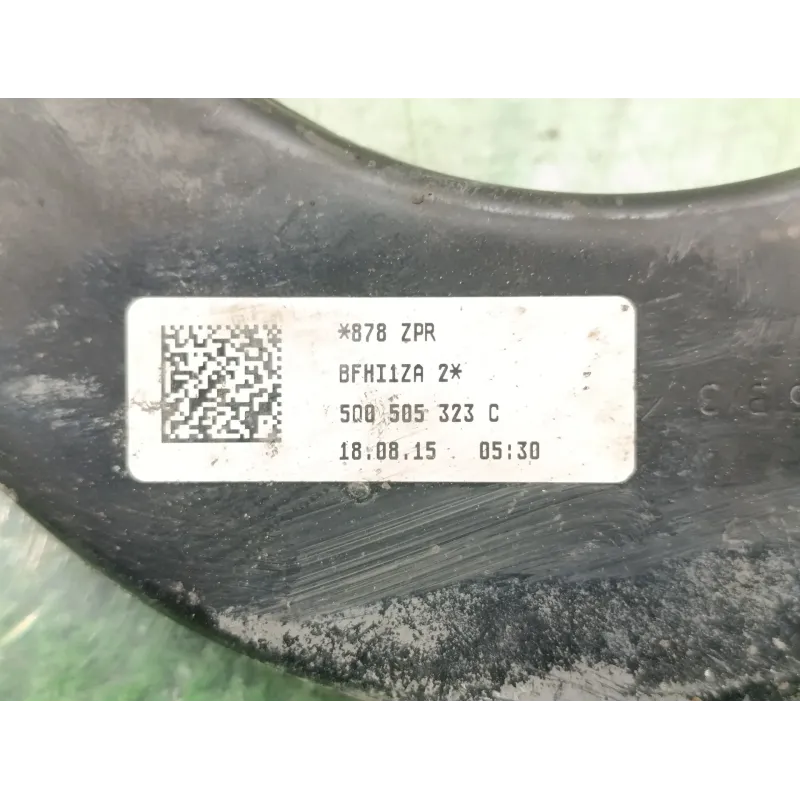 *878 ZPR
BFHI1ZA 2*
5Q0 505 323 C
18.08.15 05:30